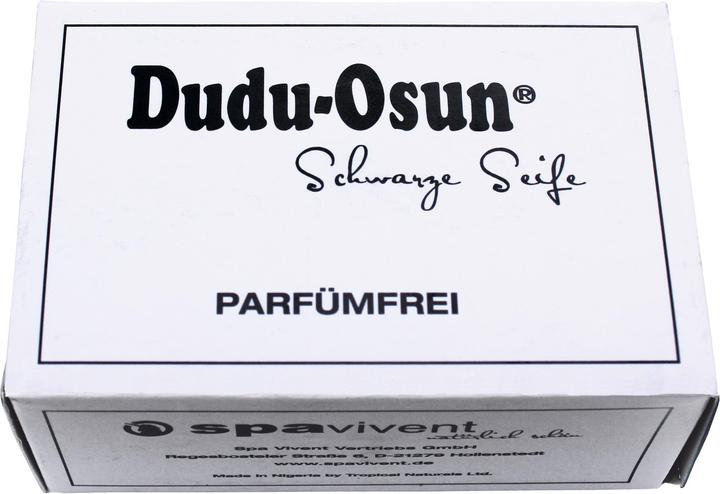 Dudu-Osun®
Schwarze Seife
PARFÜMFREI
spavivent
natürlich schön
Spa Vivent Vertriebs GmbH
Regesbosteler Straße 6, D-21279 Hollenstedt
www.spavivent.de
Made in Nigeria by Tropical Naturals Ltd.